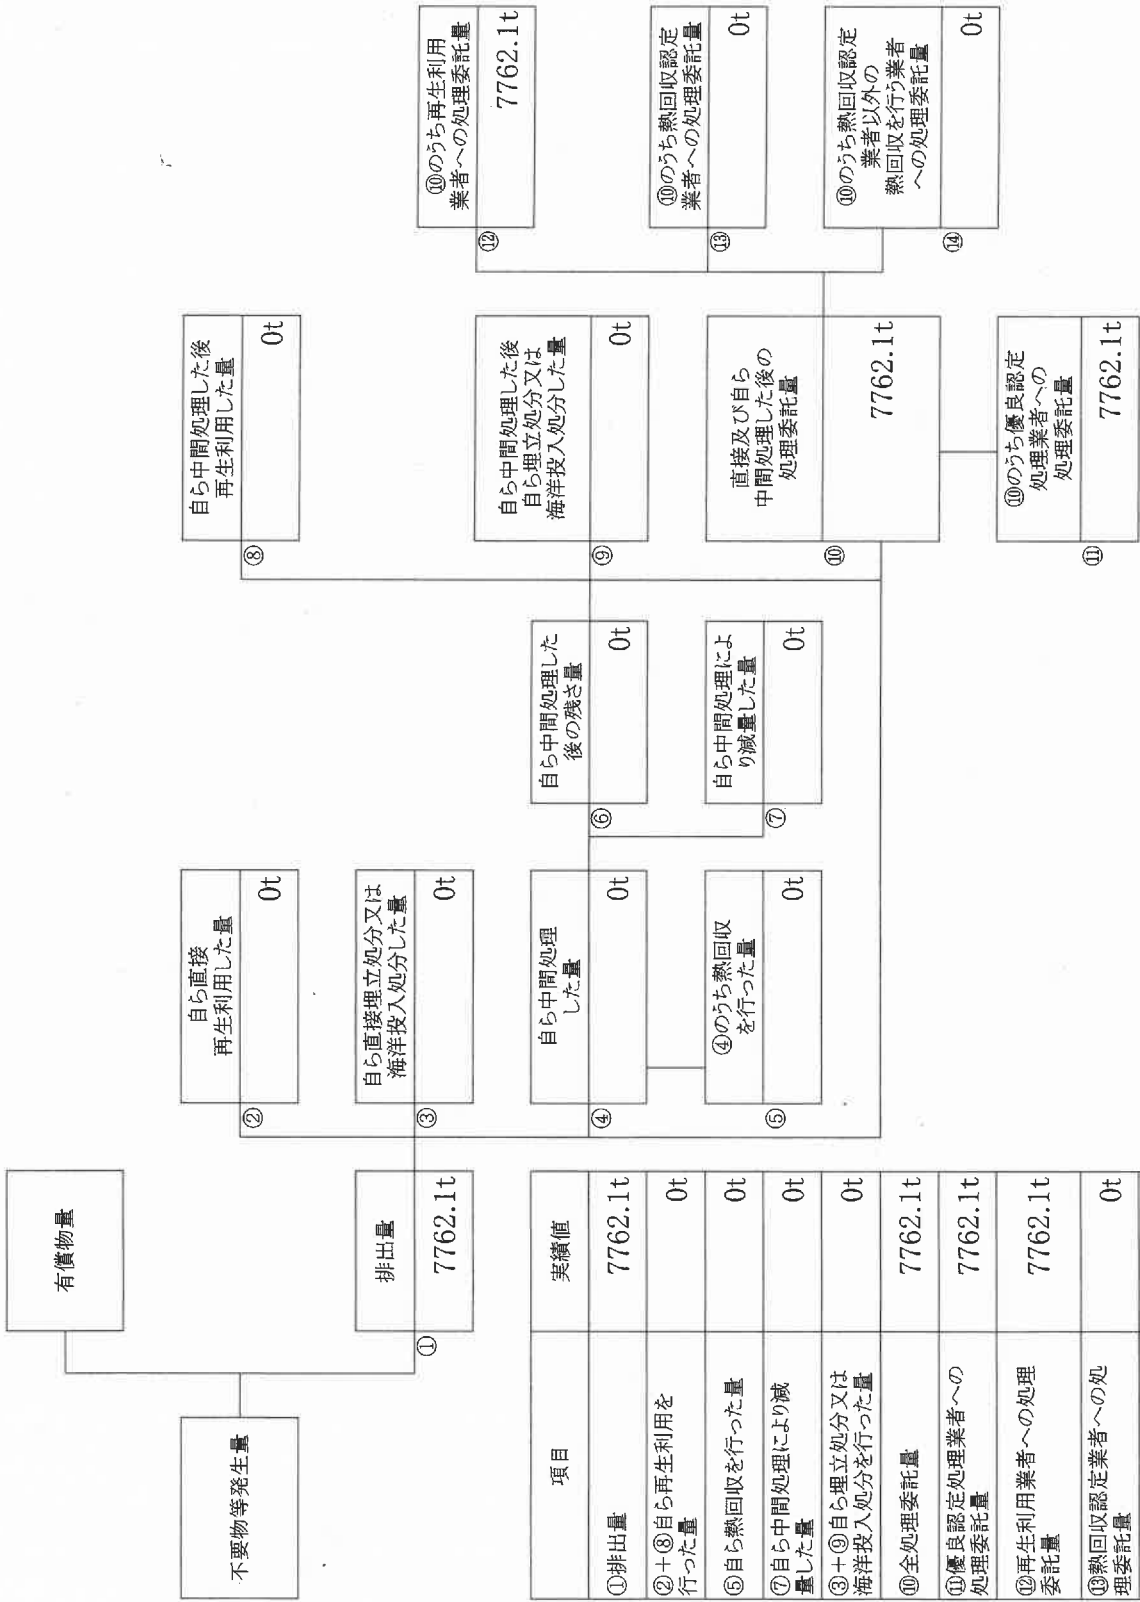 不要物等発生量
有償物量
排出量
①
7762.1t
自ら直接
再生利用した量
②
0t
自ら直接埋立処分又は
海洋投入処分した量
③
0t
自ら中間処理
した量
④
0t
④のうち熱回収
を行った量
⑤
0t
自ら中間処理した
後の残さ量
⑥
0t
自ら中間処理によ
り減量した量
⑦
0t
自ら中間処理した後
再生利用した量
⑧
0t
自ら中間処理した後
自ら埋立処分又は
海洋投入処分した量
⑨
0t
直接及び自ら
中間処理した後の
処理委託量
⑩
7762.1t
⑩のうち優良認定
処理業者への
処理委託量
⑪
7762.1t
⑩のうち再生利用
業者への処理委託量
⑫
7762.1t
⑩のうち熱回収認定
業者への処理委託量
⑬
0t
⑩のうち熱回収認定
業者以外の
熱回収を行う業者
への処理委託量
⑭
0t
項目 実績値
①排出量 7762.1t
②+⑧自ら再生利用を
行った量 0t
⑤自ら熱回収を行った量 0t
⑦自ら中間処理により減
量した量 0t
③+⑨自ら埋立処分又は
海洋投入処分を行った量 0t
⑩全処理委託量 7762.1t
⑪優良認定処理業者への
処理委託量 7762.1t
⑫再生利用業者への処理
委託量 7762.1t
⑬熱回収認定業者への処
理委託量 0t